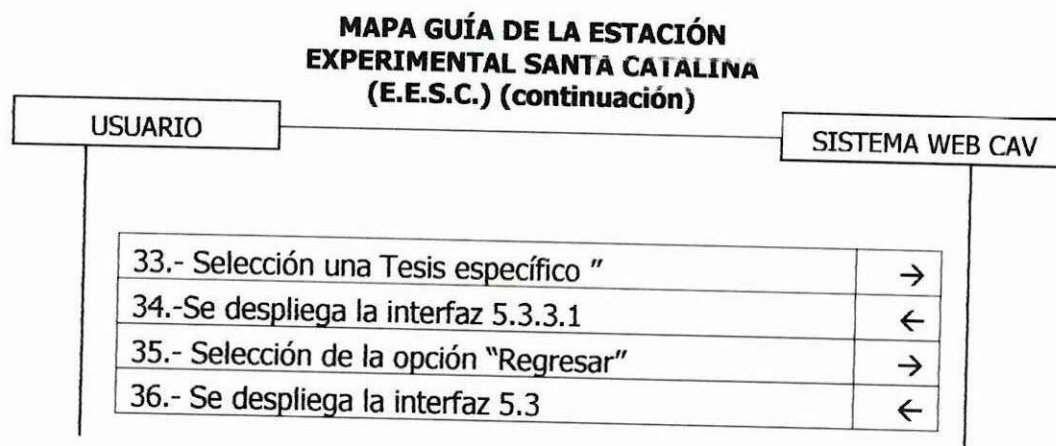 MAPA GUÍA DE LA ESTACIÓN
EXPERIMENTAL SANTA CATALINA
(E.E.S.C.) (continuación)
USUARIO
SISTEMA WEB CAV
33.- Selección una Tesis específico ” →
34.-Se despliega la interfaz 5.3.3.1 ←
35.- Selección de la opción “Regresar” →
36.- Se despliega la interfaz 5.3 ←